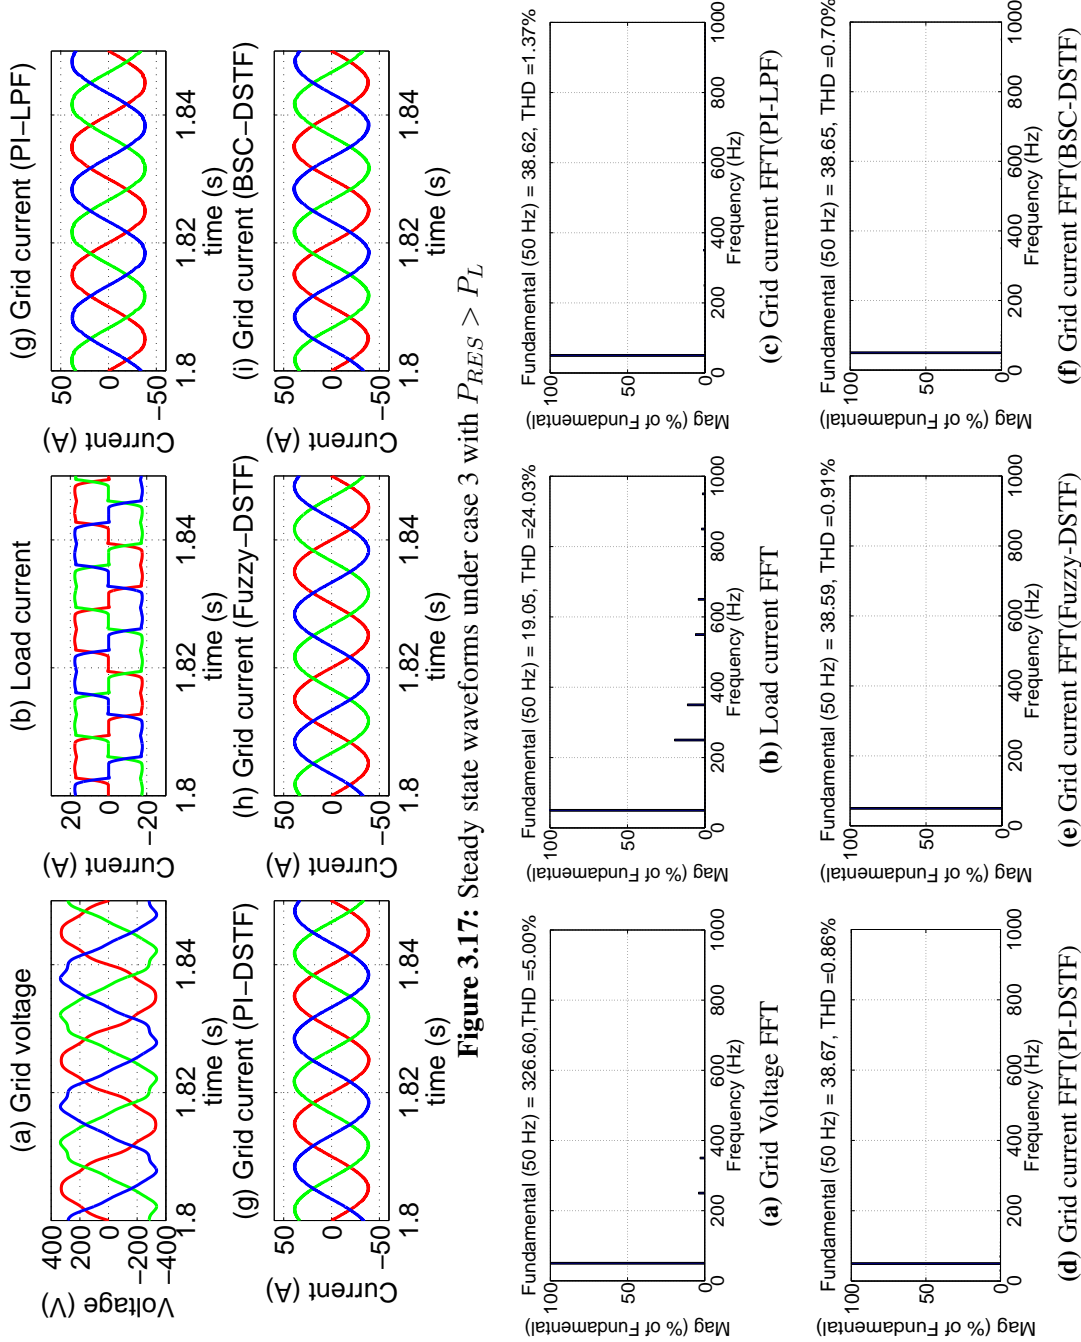 (a) Grid voltage
400
200
0
−200
−400
Voltage (V)
1.8
1.82
1.84
time (s)
(b) Load current
20
0
−20
Current (A)
1.8
1.82
1.84
time (s)
(g) Grid current (PI−LPF)
50
0
−50
Current (A)
1.8
1.82
1.84
time (s)
(g) Grid current (PI−DSTF)
50
0
−50
Current (A)
1.8
1.82
1.84
time (s)
(h) Grid current (Fuzzy−DSTF)
50
0
−50
Current (A)
1.8
1.82
1.84
time (s)
(i) Grid current (BSC−DSTF)
50
0
−50
Current (A)
1.8
1.82
1.84
time (s)
Figure 3.17: Steady state waveforms under case 3 with P_RES > P_L
Fundamental (50 Hz) = 326.60,THD =5.00%
100
50
0
Mag (% of Fundamental)
0 200 400 600 800 1000
Frequency (Hz)
(a) Grid Voltage FFT
Fundamental (50 Hz) = 19.05, THD =24.03%
100
50
0
Mag (% of Fundamental)
0 200 400 600 800 1000
Frequency (Hz)
(b) Load current FFT
Fundamental (50 Hz) = 38.62, THD =1.37%
100
50
0
Mag (% of Fundamental)
0 200 400 600 800 1000
Frequency (Hz)
(c) Grid current FFT(PI-LPF)
Fundamental (50 Hz) = 38.67, THD =0.86%
100
50
0
Mag (% of Fundamental)
0 200 400 600 800 1000
Frequency (Hz)
(d) Grid current FFT(PI-DSTF)
Fundamental (50 Hz) = 38.59, THD =0.91%
100
50
0
Mag (% of Fundamental)
0 200 400 600 800 1000
Frequency (Hz)
(e) Grid current FFT(Fuzzy-DSTF)
Fundamental (50 Hz) = 38.65, THD =0.70%
100
50
0
Mag (% of Fundamental)
0 200 400 600 800 1000
Frequency (Hz)
(f) Grid current FFT(BSC-DSTF)